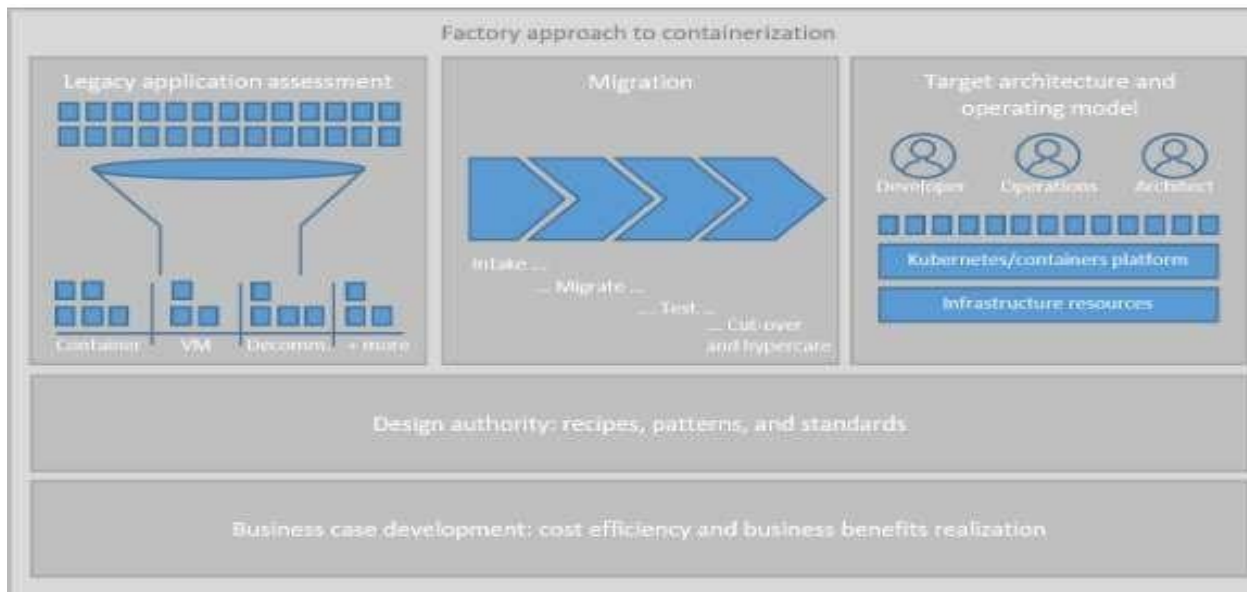 Factory approach to containerization
Legacy application assessment
Container
VM
Decomm.
+ more
Migration
Intake ...
... Migrate ...
... Test ...
... Cut-over
and hypercare
Target architecture and
operating model
Developer
Operations
Architect
Kubernetes/containers platform
Infrastructure resources
Design authority: recipes, patterns, and standards
Business case development: cost efficiency and business benefits realization